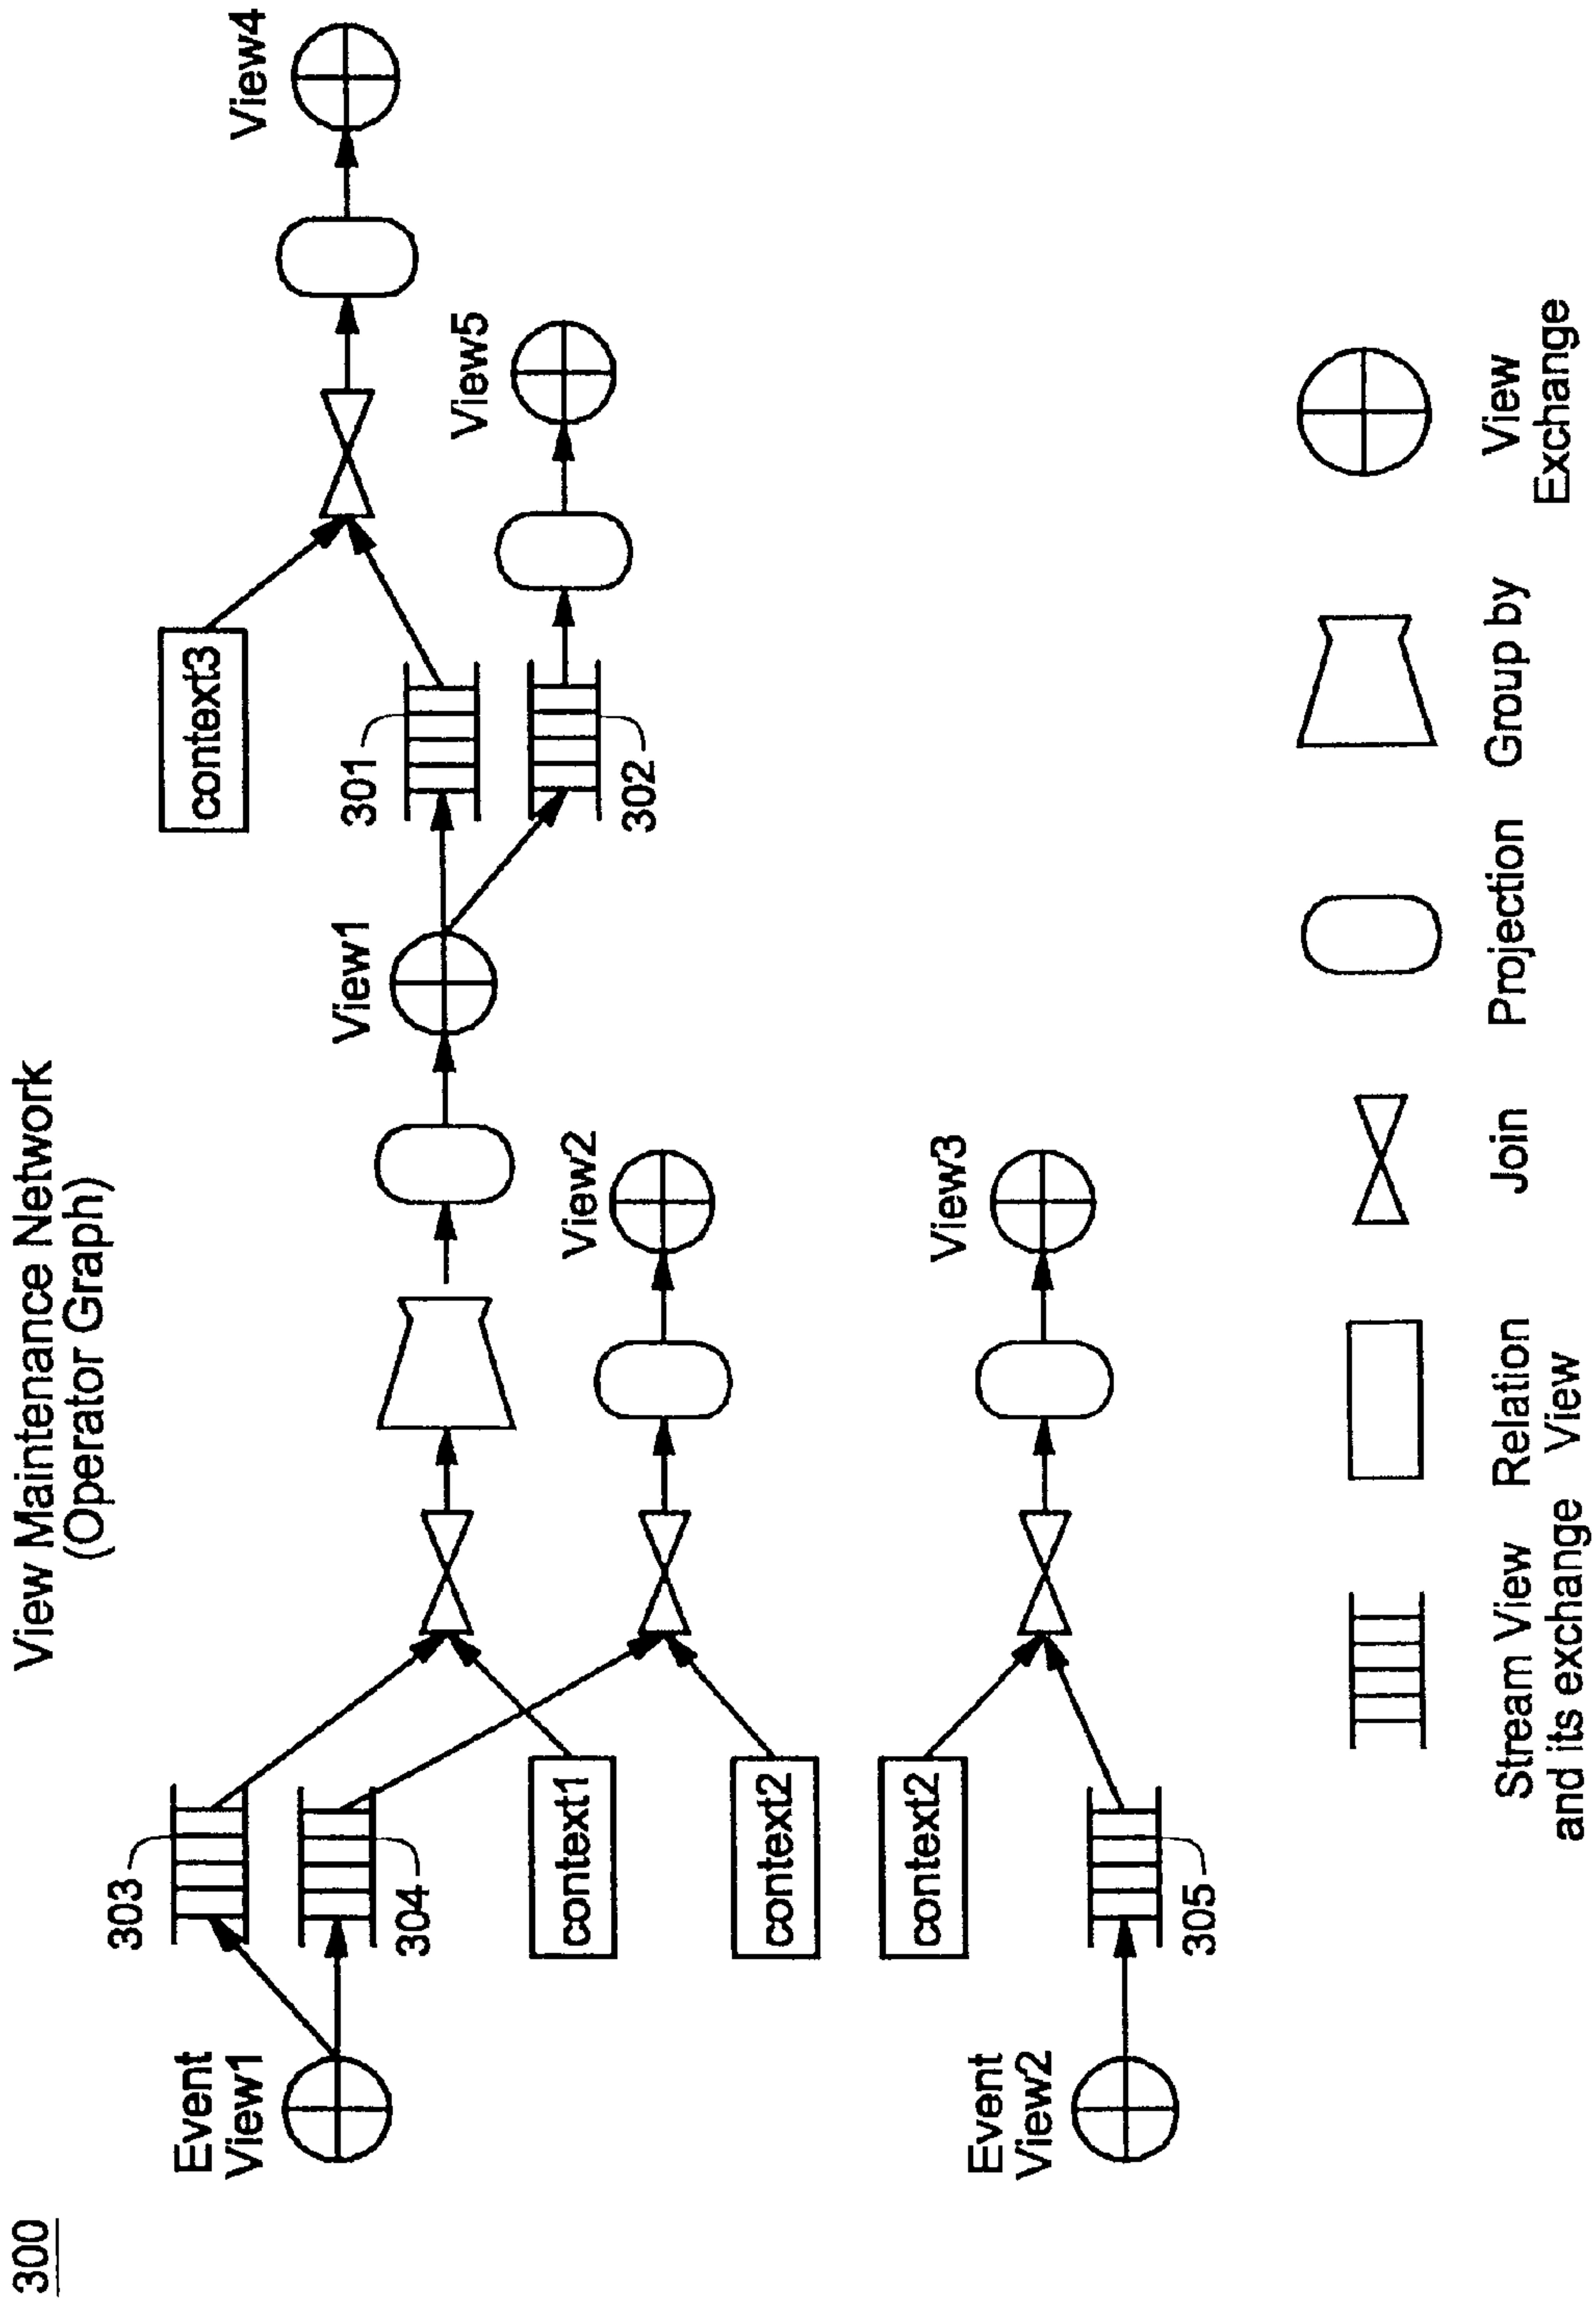 300
View Maintenance Network
(Operator Graph)
Event
View1
303
304
context1
context2
View1
View2
context3
301
302
View4
View5
Event
View2
context2
305
View3
Stream View
and its exchange
Relation
View
Join
Projection
Group by
View
Exchange